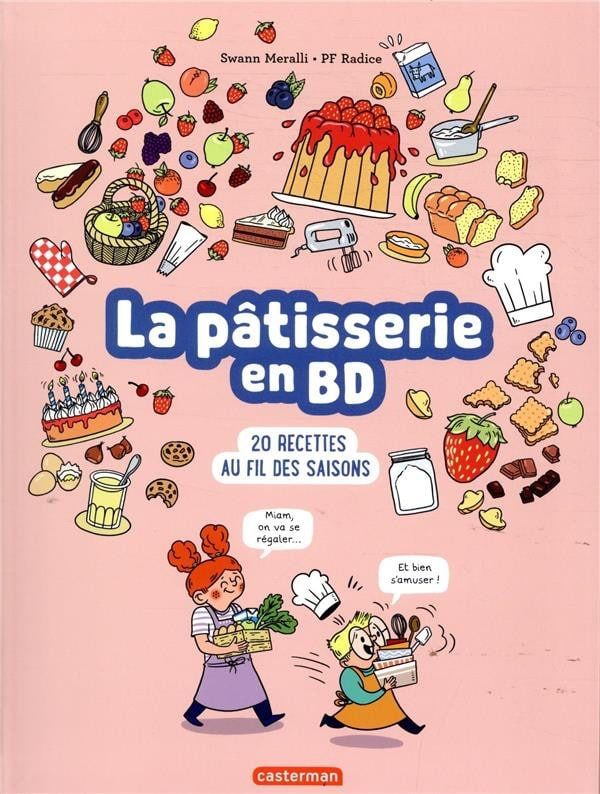 Swann Meralli • PF Radice
La pâtisserie
en BD
20 RECETTES
AU FIL DES SAISONS
Miam,
on va se
régaler...
Et bien
s'amuser !
casterman